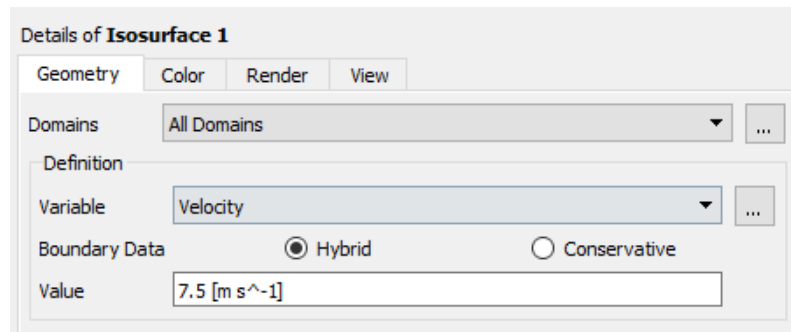 Details of Isosurface 1
Geometry Color Render View
Domains All Domains ...
Definition
Variable Velocity ...
Boundary Data Hybrid Conservative
Value 7.5 [m s^-1]